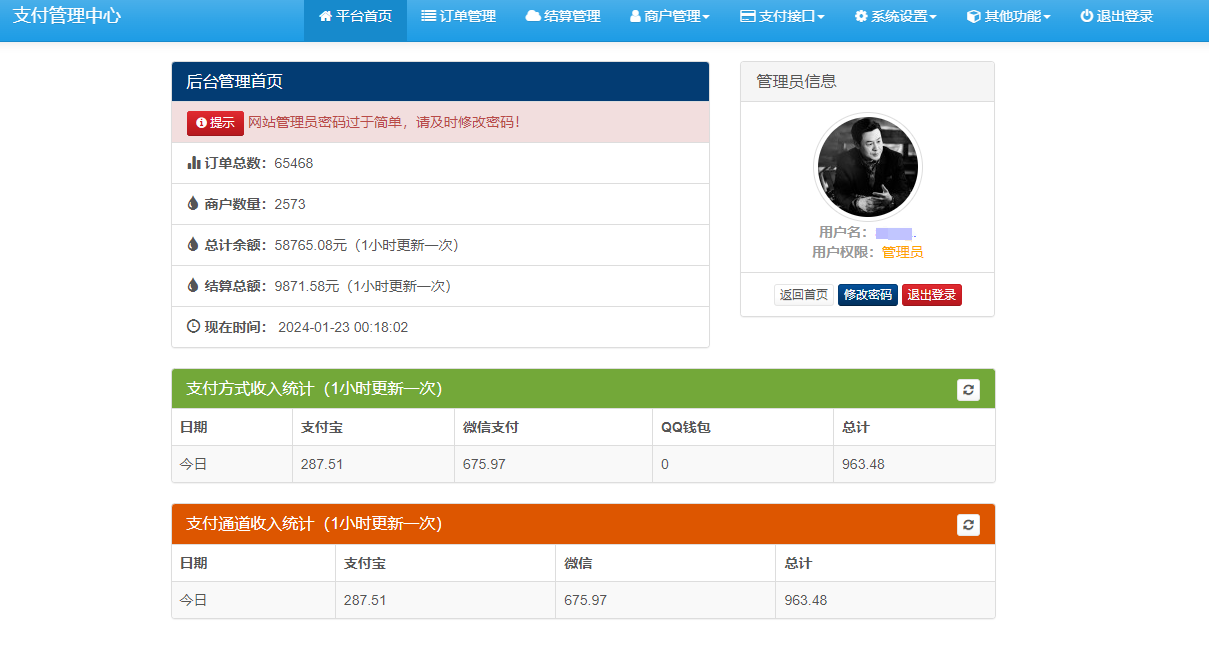 支付管理中心 平台首页 订单管理 结算管理 商户管理 支付接口 系统设置 其他功能 退出登录
后台管理首页
提示 网站管理员密码过于简单，请及时修改密码！
订单总数：65468
商户数量：2573
总计余额：58765.08元（1小时更新一次）
结算总额：9871.58元（1小时更新一次）
现在时间： 2024-01-23 00:18:02
管理员信息
用户名：
用户权限：管理员
返回首页 修改密码 退出登录
支付方式收入统计（1小时更新一次）
日期 支付宝 微信支付 QQ钱包 总计
今日 287.51 675.97 0 963.48
支付通道收入统计（1小时更新一次）
日期 支付宝 微信 总计
今日 287.51 675.97 963.48